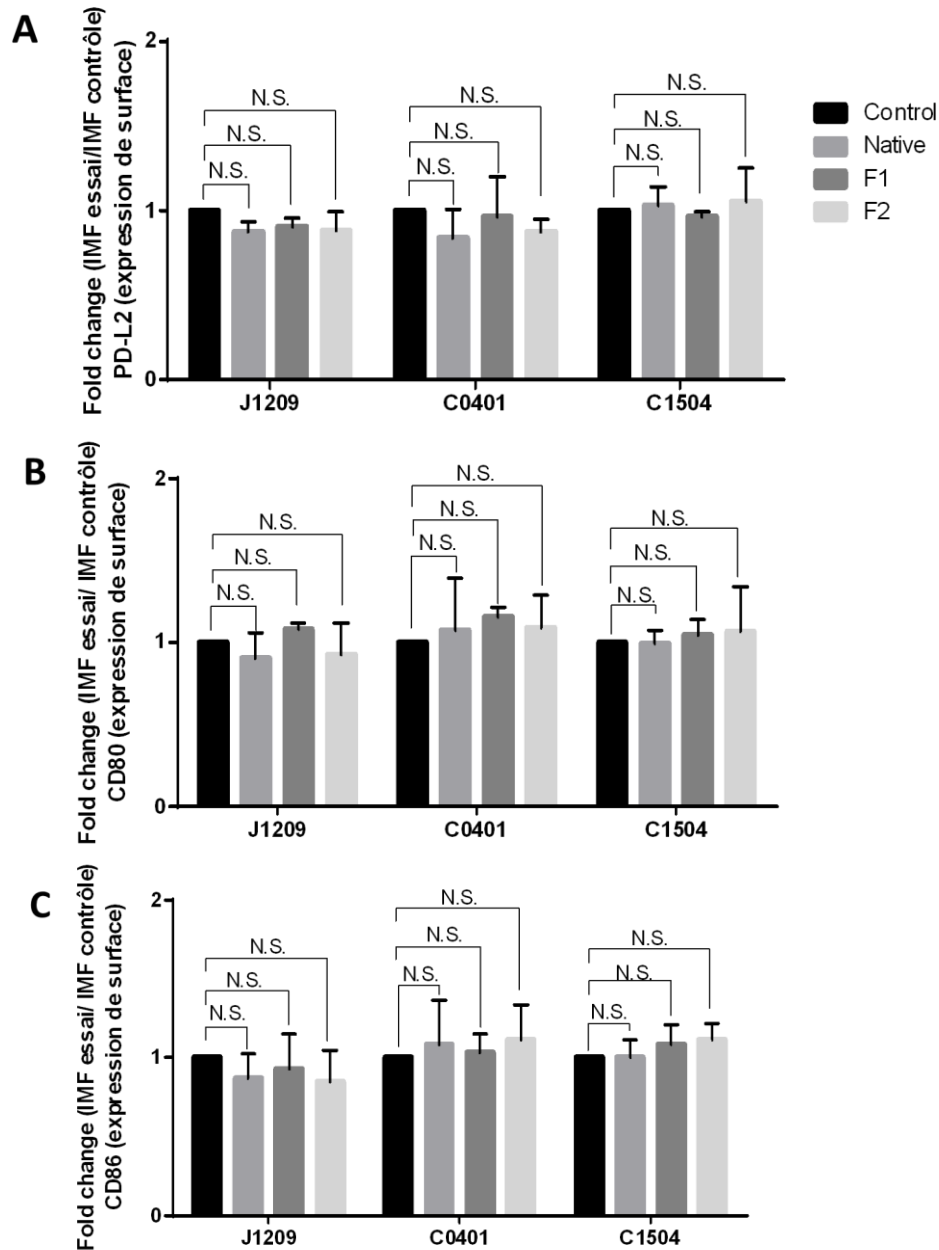 A
Fold change (IMF essai/IMF contrôle)
PD-L2 (expression de surface)
2
1
0
N.S.
N.S.
N.S.
N.S.
N.S.
N.S.
N.S.
N.S.
N.S.
J1209
C0401
C1504
Control
Native
F1
F2
B
Fold change (IMF essai/ IMF contrôle)
CD80 (expression de surface)
2
1
0
N.S.
N.S.
N.S.
N.S.
N.S.
N.S.
N.S.
N.S.
N.S.
J1209
C0401
C1504
C
Fold change (IMF essai/ IMF contrôle)
CD86 (expression de surface)
2
1
0
N.S.
N.S.
N.S.
N.S.
N.S.
N.S.
N.S.
N.S.
N.S.
J1209
C0401
C1504